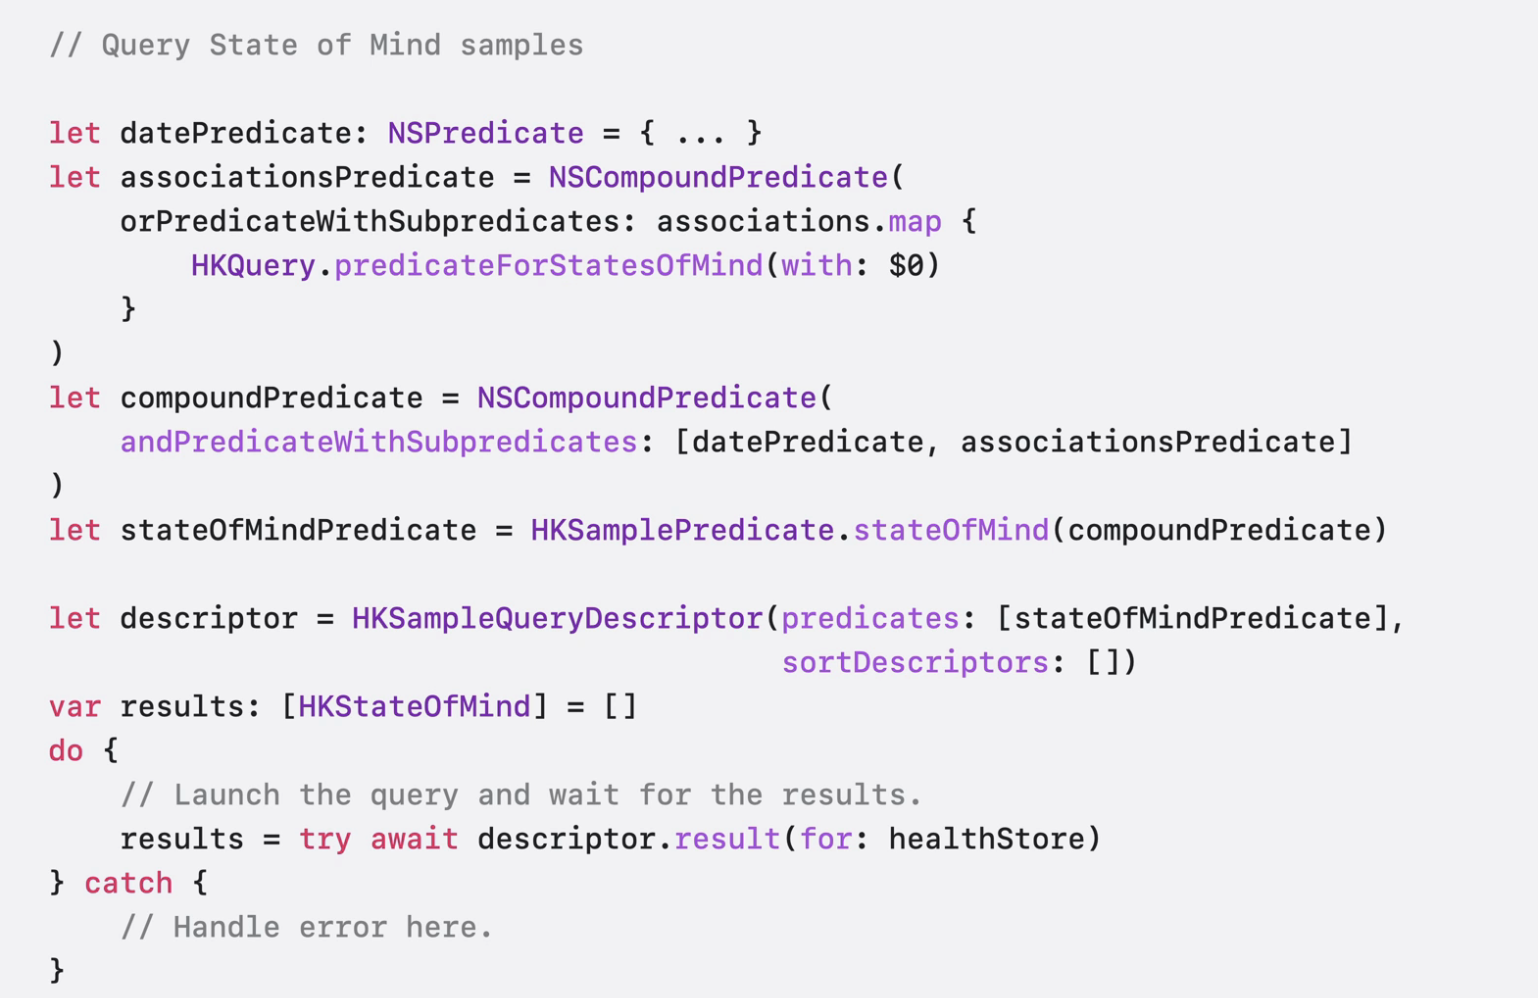 // Query State of Mind samples
let datePredicate: NSPredicate = { ... }
let associationsPredicate = NSCompoundPredicate(
    orPredicateWithSubpredicates: associations.map {
        HKQuery.predicateForStatesOfMind(with: $0)
    }
)
let compoundPredicate = NSCompoundPredicate(
    andPredicateWithSubpredicates: [datePredicate, associationsPredicate]
)
let stateOfMindPredicate = HKSamplePredicate.stateOfMind(compoundPredicate)
let descriptor = HKSampleQueryDescriptor(predicates: [stateOfMindPredicate],
                                         sortDescriptors: [])
var results: [HKStateOfMind] = []
do {
    // Launch the query and wait for the results.
    results = try await descriptor.result(for: healthStore)
} catch {
    // Handle error here.
}